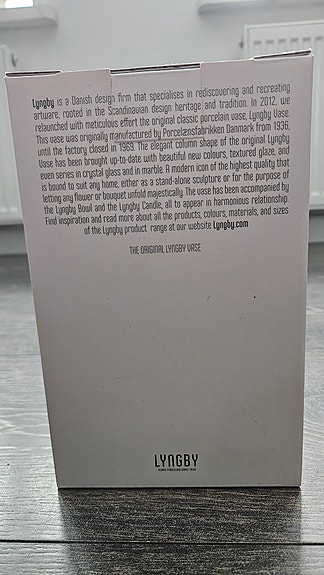 Lyngby is a Danish design firm that specialises in rediscovering and recreating
artware, rooted in the Scandinavian design heritage and tradition. In 2012, we
relaunched with meticulous effort the original classic porcelain vase, Lyngby Vase.
This vase was originally manufactured by Porcelænsfabrikken Danmark from 1936,
until the factory closed in 1969. The elegant column shape of the original Lyngby
Vase has been brought up-to-date with beautiful new colours, textured glaze, and
even series in crystal glass and in marble. A modern icon of the highest quality that
is bound to suit any home, either as a stand-alone sculpture or for the purpose of
letting any flower or bouquet unfold majestically. The vase has been accompanied by
the Lyngby Bowl and the Lyngby Candle, all to appear in harmonious relationship.
Find inspiration and read more about all the products, colours, materials, and sizes
of the Lyngby product range at our website Lyngby.com
THE ORIGINAL LYNGBY VASE
LYNGBY